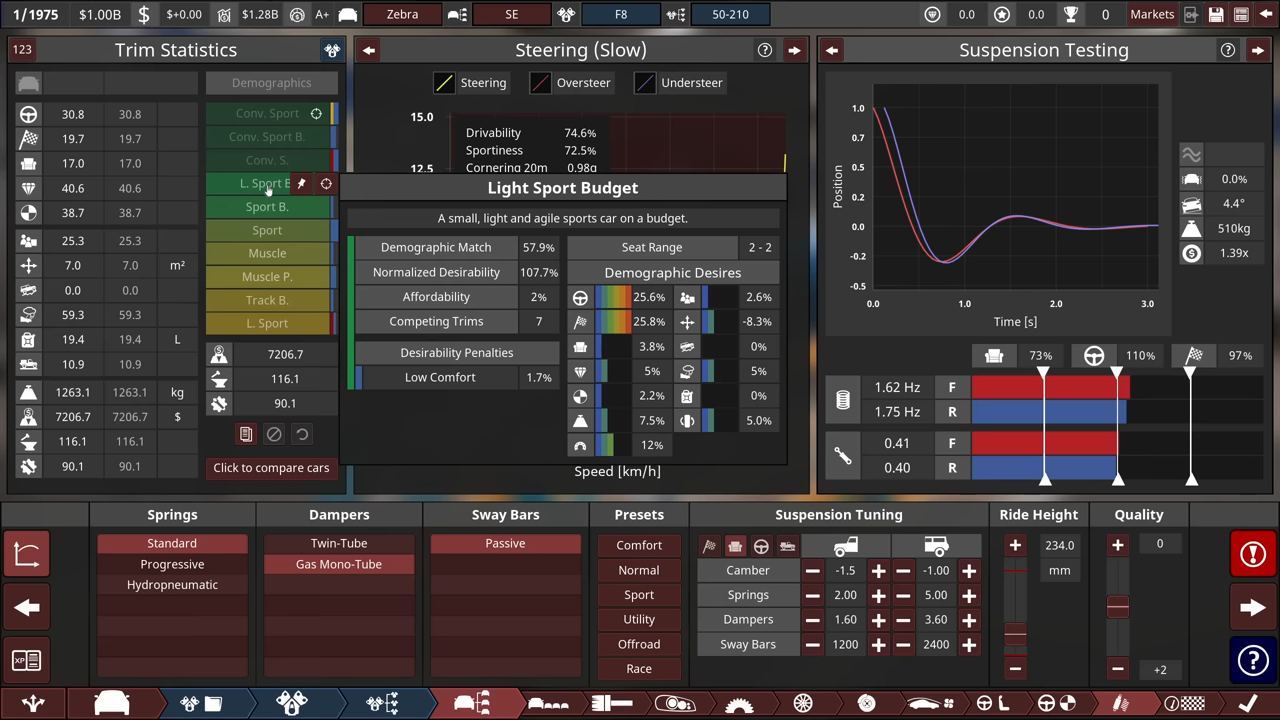 1/1975 $1.00B $+0.00 $1.28B A+ Zebra SE F8 50-210 0.0 0.0 0 Markets
123 Trim Statistics
Demographics
30.8 30.8
19.7 19.7
17.0 17.0
40.6 40.6
38.7 38.7
25.3 25.3
7.0 7.0 m²
0.0 0.0
59.3 59.3
19.4 19.4 L
10.9 10.9
1263.1 1263.1 kg
7206.7 7206.7 $
116.1 116.1
90.1 90.1
Conv. Sport
Conv. Sport B.
Conv. S.
L. Sport B
Sport B.
Sport
Muscle
Muscle P.
Track B.
L. Sport
7206.7
116.1
90.1
Click to compare cars
Steering (Slow) ?
Steering Oversteer Understeer
15.0
12.5
Drivability 74.6%
Sportiness 72.5%
Cornering 20m 0.98g
Light Sport Budget
A small, light and agile sports car on a budget.
Demographic Match 57.9%
Normalized Desirability 107.7%
Affordability 2%
Competing Trims 7
Desirability Penalties
Low Comfort 1.7%
Seat Range 2 - 2
Demographic Desires
25.6% 2.6%
25.8% -8.3%
3.8% 0%
5% 5%
2.2% 0%
7.5% 5.0%
12%
Speed [km/h]
Suspension Testing ?
Position
1.0
0.7
0.5
0.2
0.0
-0.2
-0.5
0.0 1.0 2.0 3.0
Time [s]
0.0%
4.4°
510kg
1.39x
73% 110% 97%
1.62 Hz F
1.75 Hz R
0.41 F
0.40 R
Springs
Standard
Progressive
Hydropneumatic
Dampers
Twin-Tube
Gas Mono-Tube
Sway Bars
Passive
Presets
Comfort
Normal
Sport
Utility
Offroad
Race
Suspension Tuning
Camber -1.5 -1.00
Springs 2.00 5.00
Dampers 1.60 3.60
Sway Bars 1200 2400
Ride Height
234.0
mm
Quality
0
+2
XP
!
?